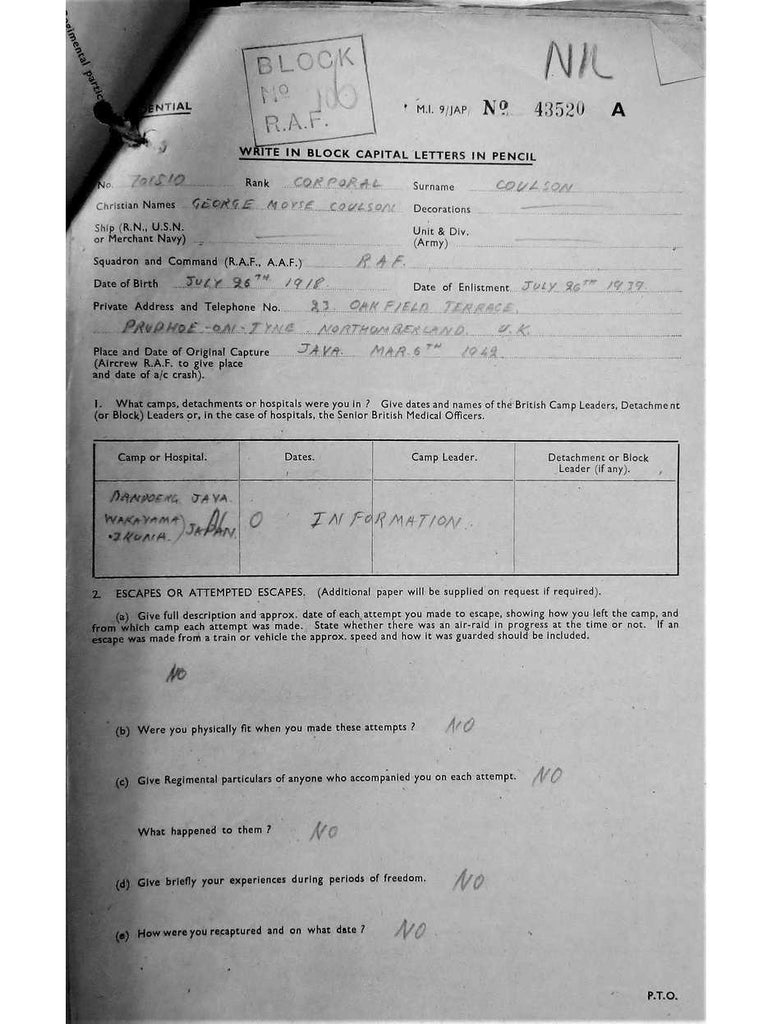 egimental partic
ENTIAL
BLOCK
Nº 100
R.A.F.
NIL
M.I. 9/JAP Nº 43520 A
WRITE IN BLOCK CAPITAL LETTERS IN PENCIL
No. 701510 Rank CORPORAL Surname COULSON
Christian Names GEORGE MOYSE COULSON Decorations —
Ship (R.N., U.S.N.
or Merchant Navy) — Unit & Div.
(Army) —
Squadron and Command (R.A.F., A.A.F.) RAF.
Date of Birth JULY 26TH 1918. Date of Enlistment JULY 26TH 1939.
Private Address and Telephone No. 23 OAKFIELD TERRACE,
PRUDHOE-ON-TYNE NORTHUMBERLAND. U.K.
Place and Date of Original Capture JAVA. MAR. 6TH 1942
(Aircrew R.A.F. to give place
and date of a/c crash).
1. What camps, detachments or hospitals were you in ? Give dates and names of the British Camp Leaders, Detachment
(or Block) Leaders or, in the case of hospitals, the Senior British Medical Officers.
Camp or Hospital. Dates. Camp Leader. Detachment or Block
Leader (if any).
BANDOENG JAVA
WAKAYAMA) NO INFORMATION.
IKUNA. ) JAPAN.
2. ESCAPES OR ATTEMPTED ESCAPES. (Additional paper will be supplied on request if required).
(a) Give full description and approx. date of each attempt you made to escape, showing how you left the camp, and
from which camp each attempt was made. State whether there was an air-raid in progress at the time or not. If an
escape was made from a train or vehicle the approx. speed and how it was guarded should be included.
NO
(b) Were you physically fit when you made these attempts ? NO
(c) Give Regimental particulars of anyone who accompanied you on each attempt. NO
What happened to them ? NO
(d) Give briefly your experiences during periods of freedom. NO
(e) How were you recaptured and on what date ? NO
P.T.O.